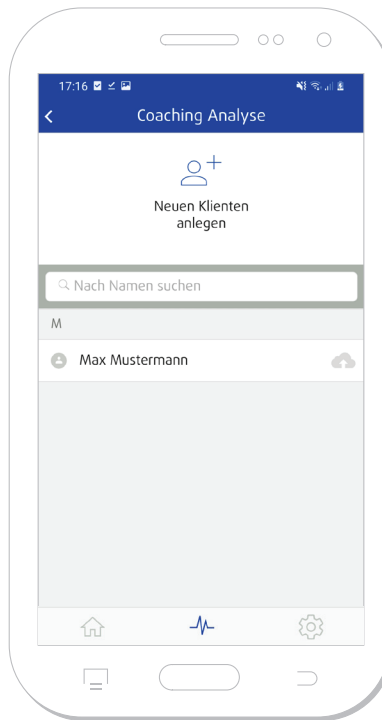 17:16
Coaching Analyse
Neuen Klienten
anlegen
Nach Namen suchen
M
Max Mustermann